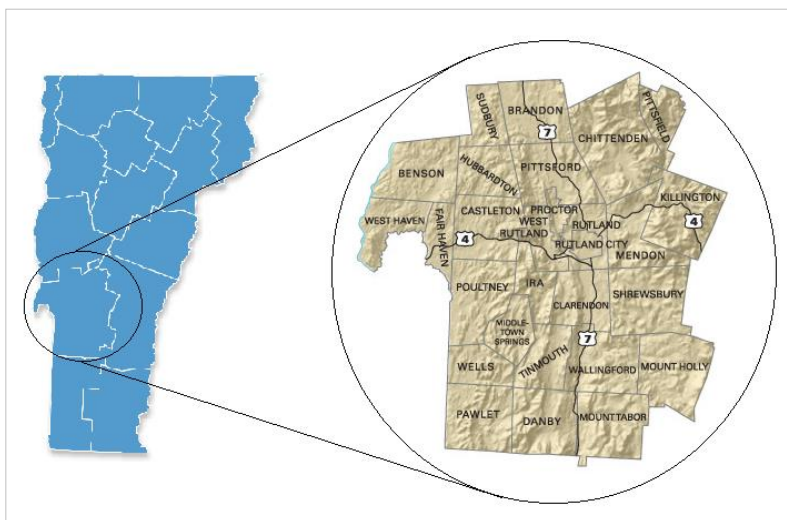 SUDBURY
BRANDON
PITTSFIELD
7
CHITTENDEN
BENSON
HUBBARDTON
PITTSFORD
KILLINGTON
WEST HAVEN
FAIR HAVEN
CASTLETON
PROCTOR
WEST
RUTLAND
RUTLAND
4
4
RUTLAND CITY
MENDON
POULTNEY
IRA
SHREWSBURY
CLARENDON
MIDDLE-
TOWN
SPRINGS
7
TINMOUTH
WELLS
WALLINGFORD
MOUNT HOLLY
PAWLET
DANBY
MOUNT TABOR